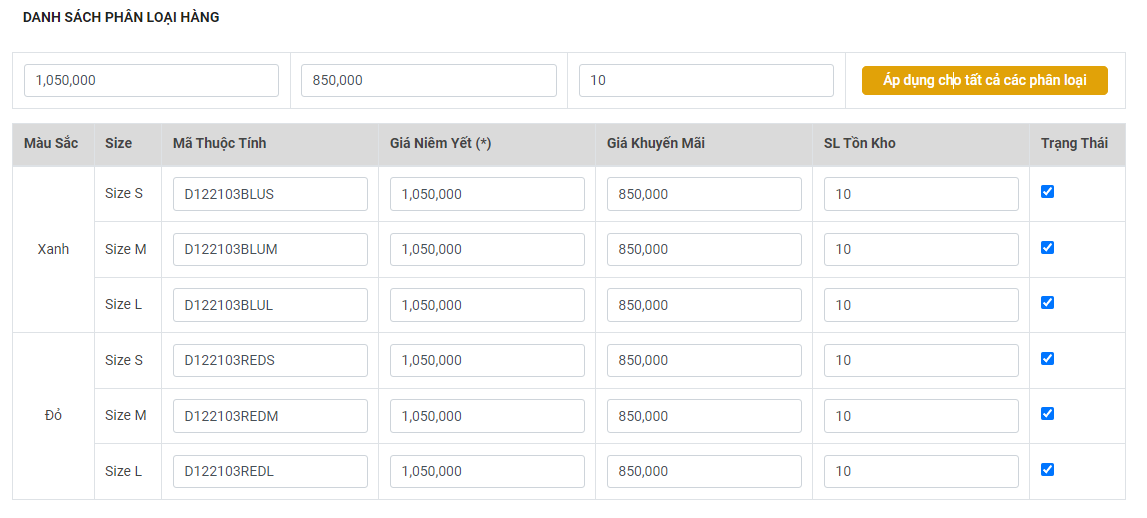 DANH SÁCH PHÂN LOẠI HÀNG
1,050,000 850,000 10 Áp dụng cho tất cả các phân loại
Màu Sắc Size Mã Thuộc Tính Giá Niêm Yết (*) Giá Khuyến Mãi SL Tồn Kho Trạng Thái
Size S D122103BLUS 1,050,000 850,000 10
Xanh Size M D122103BLUM 1,050,000 850,000 10
Size L D122103BLUL 1,050,000 850,000 10
Size S D122103REDS 1,050,000 850,000 10
Đỏ Size M D122103REDM 1,050,000 850,000 10
Size L D122103REDL 1,050,000 850,000 10